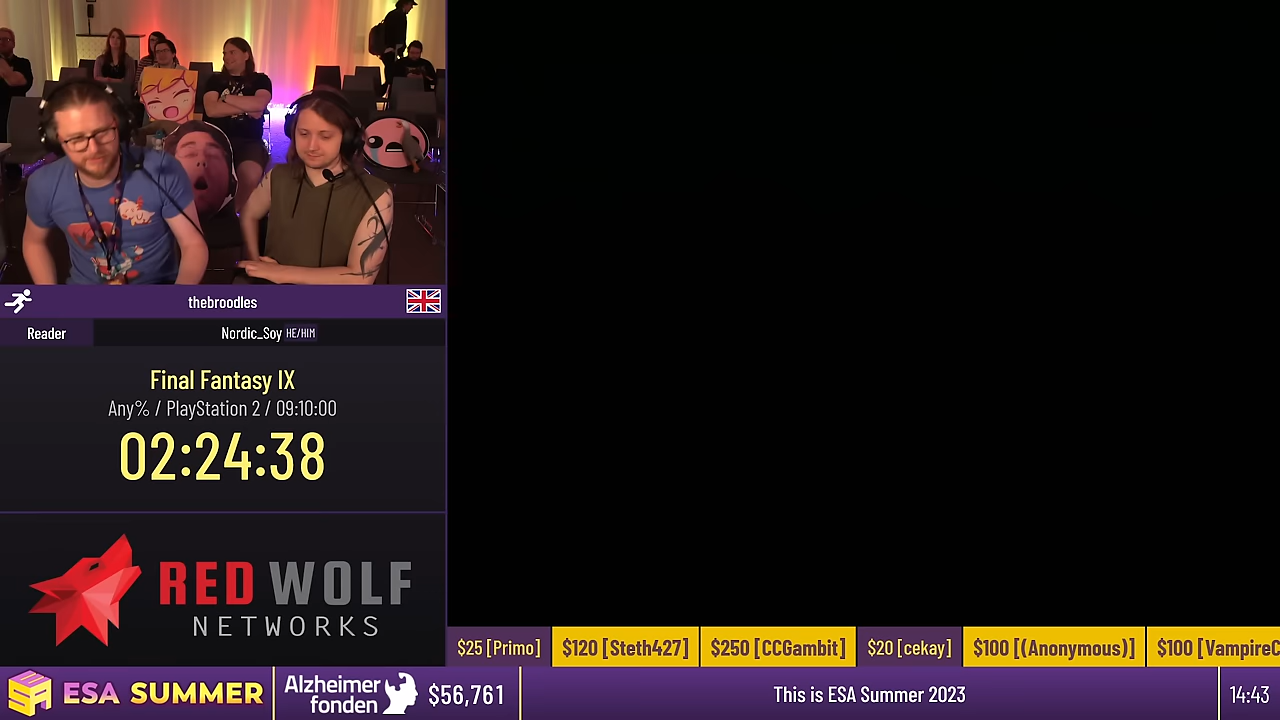 thebroodles
Reader
Nordic_Soy HE/HIM
Final Fantasy IX
Any% / PlayStation 2 / 09:10:00
02:24:38
RED WOLF
NETWORKS
$25 [Primo]
$120 [Steth427]
$250 [CCGambit]
$20 [cekay]
$100 [(Anonymous)]
$100 [VampireC
ESA SUMMER
Alzheimer
fonden
$56,761
This is ESA Summer 2023
14:43